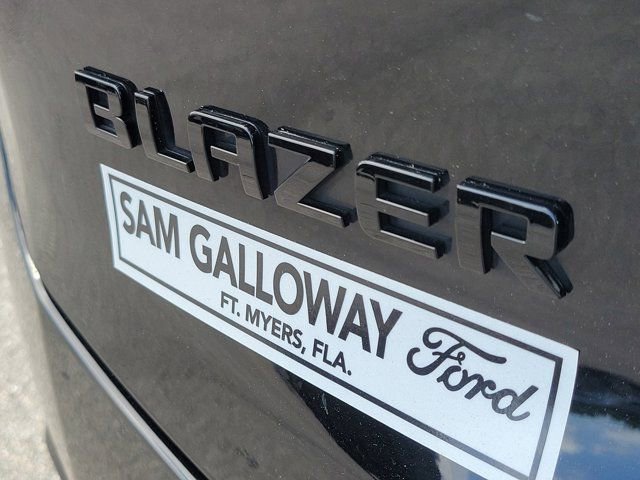 BLAZER
SAM GALLOWAY Ford
FT. MYERS, FLA.